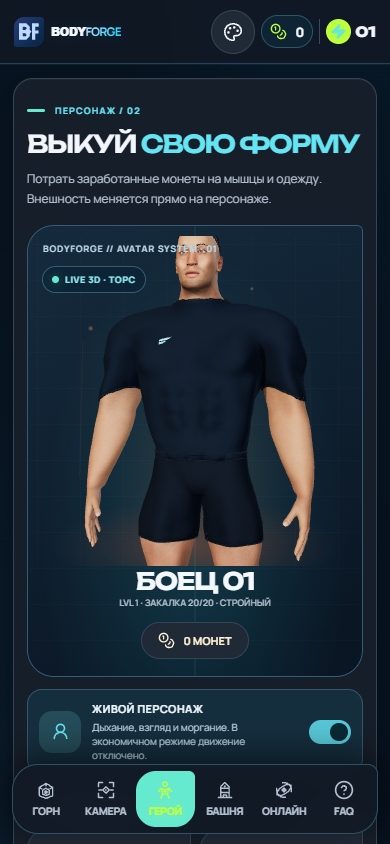 BF BODYFORGE
0
01
ПЕРСОНАЖ / 02
ВЫКУЙ СВОЮ ФОРМУ
Потрать заработанные монеты на мышцы и одежду.
Внешность меняется прямо на персонаже.
BODYFORGE // AVATAR SYSTEM 01
LIVE 3D · ТОРС
БОЕЦ 01
LVL 1 · ЗАКАЛКА 20/20 · СТРОЙНЫЙ
0 МОНЕТ
ЖИВОЙ ПЕРСОНАЖ
Дыхание, взгляд и моргание. В
экономичном режиме движение
отключено.
ГОРН
КАМЕРА
ГЕРОЙ
БАШНЯ
ОНЛАЙН
FAQ